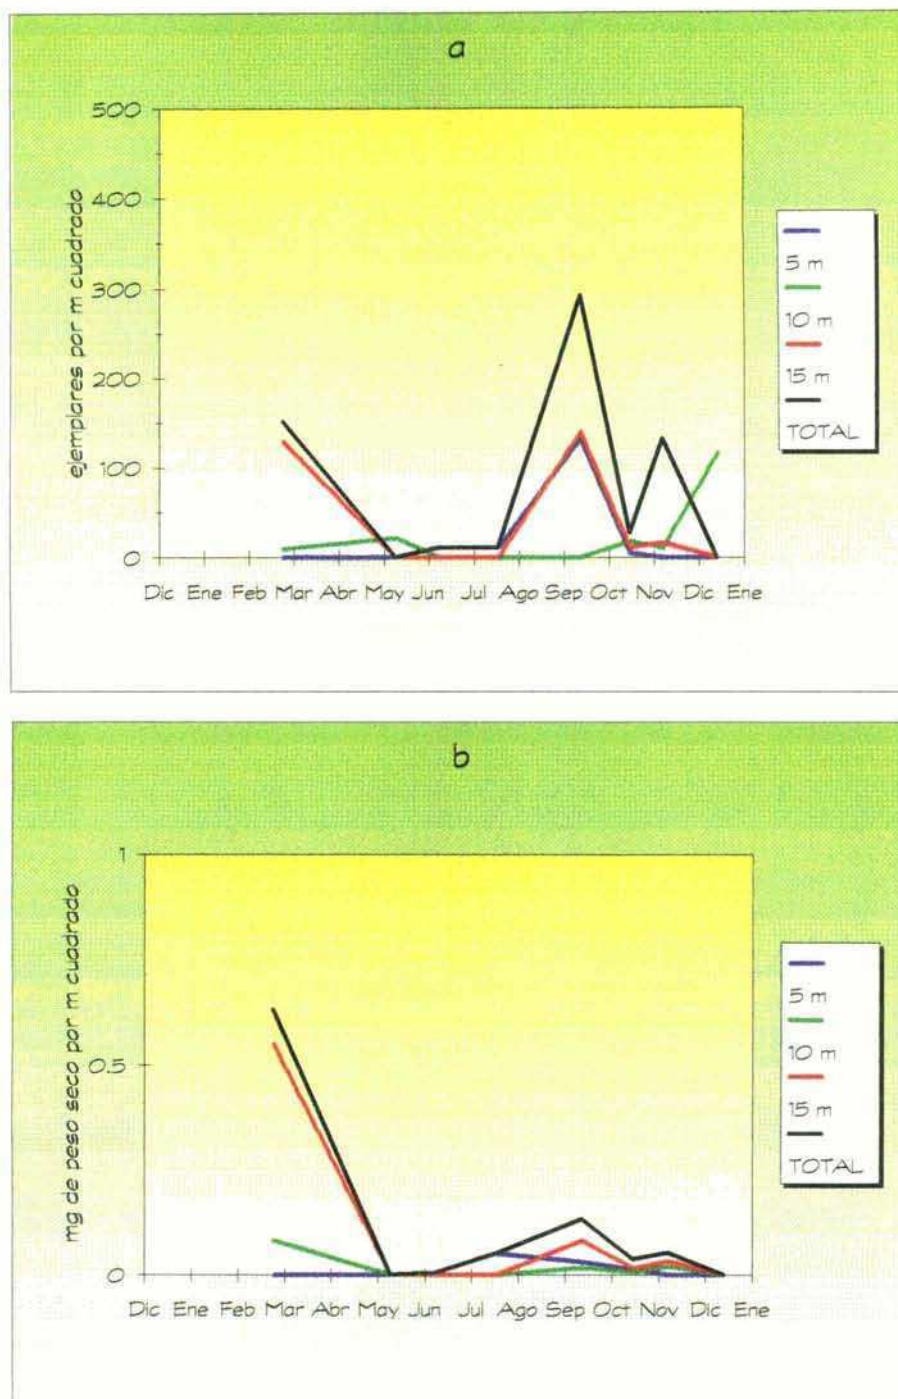 a
500
400
300
200
100
0
ejemplares por m cuadrado
Dic Ene Feb Mar Abr May Jun Jul Ago Sep Oct Nov Dic Ene
5 m
10 m
15 m
TOTAL
b
1
0.5
0
mg de peso seco por m cuadrado
Dic Ene Feb Mar Abr May Jun Jul Ago Sep Oct Nov Dic Ene
5 m
10 m
15 m
TOTAL